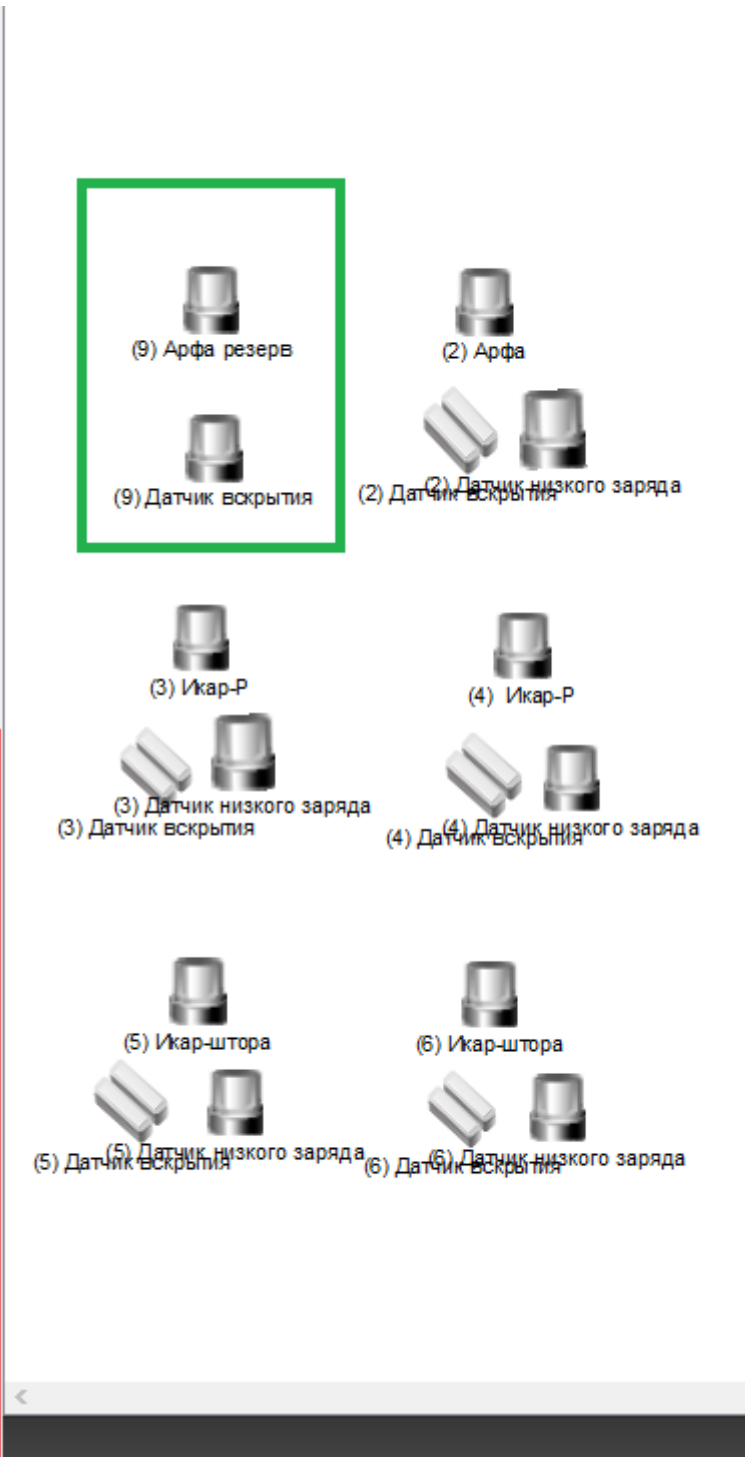 (9) Арфа резерв
(2) Арфа
(9) Датчик вскрытия
(2) Датчик низкого заряда
(2) Датчик вскрытия
(3) Икар-Р
(4) Икар-Р
(3) Датчик низкого заряда
(3) Датчик вскрытия
(4) Датчик низкого заряда
(4) Датчик вскрытия
(5) Икар-штора
(6) Икар-штора
(5) Датчик низкого заряда
(5) Датчик вскрытия
(6) Датчик низкого заряда
(6) Датчик вскрытия